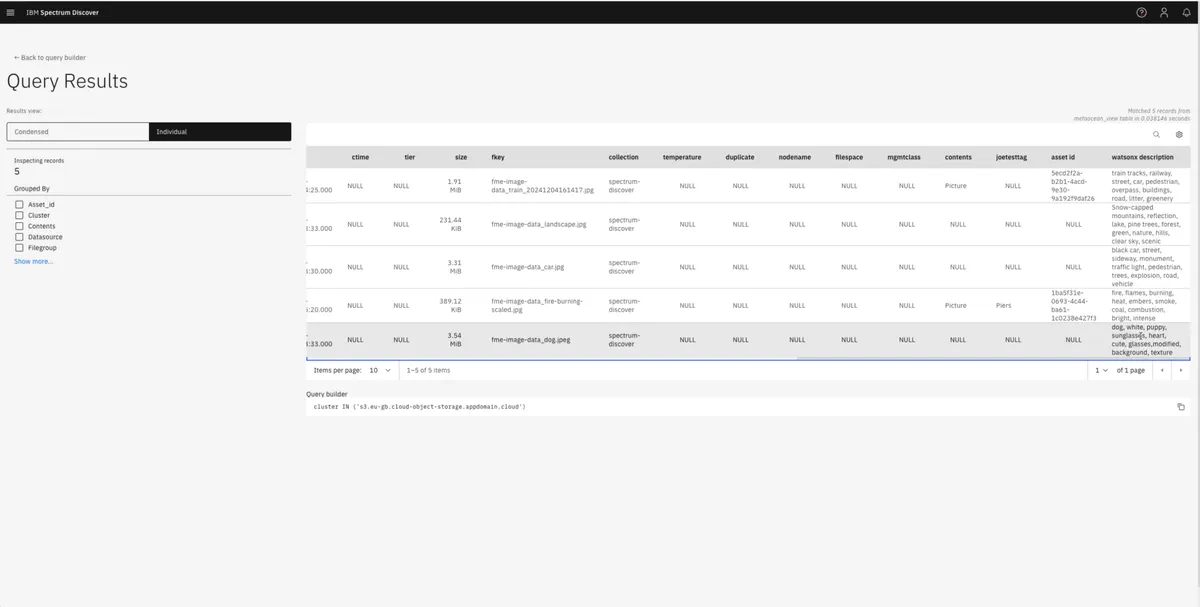 IBM Spectrum Discover
← Back to query builder
Query Results
Results view:
Condensed
Individual
Matched 5 records from
metaocean_view table in 0.038146 seconds
Inspecting records
5
Grouped By
Asset_id
Cluster
Contents
Datasource
Filegroup
Show more...
ctime tier size fkey collection temperature duplicate nodename filespace mgmtclass contents joetesttag asset id watsonx description
:25.000 NULL NULL 1.91 MiB fme-image-data_train_20241204161417.jpg spectrum-discover NULL NULL NULL NULL NULL Picture NULL 5ecd2f2a-b2b1-4acd-9e30-9a192f9daf26 train tracks, railway, street, car, pedestrian, overpass, buildings, road, litter, greenery
:33.000 NULL NULL 231.44 KiB fme-image-data_landscape.jpg spectrum-discover NULL NULL NULL NULL NULL NULL NULL NULL Snow-capped mountains, reflection, lake, pine trees, forest, green, nature, hills, clear sky, scenic
:30.000 NULL NULL 3.31 MiB fme-image-data_car.jpg spectrum-discover NULL NULL NULL NULL NULL NULL NULL NULL black car, street, sideway, monument, traffic light, pedestrian, trees, explosion, road, vehicle
:20.000 NULL NULL 389.12 KiB fme-image-data_fire-burning-scaled.jpg spectrum-discover NULL NULL NULL NULL NULL Picture Piers 1ba5f31e-0693-4c44-ba61-1c0238e427f3 fire, flames, burning, heat, embers, smoke, coal, combustion, bright, intense
:33.000 NULL NULL 3.54 MiB fme-image-data_dog.jpeg spectrum-discover NULL NULL NULL NULL NULL NULL NULL NULL dog, white, puppy, sunglasses, heart, cute, glasses,modified, background, texture
Items per page: 10 1–5 of 5 items 1 of 1 page
Query builder
cluster IN ('s3.eu-gb.cloud-object-storage.appdomain.cloud')